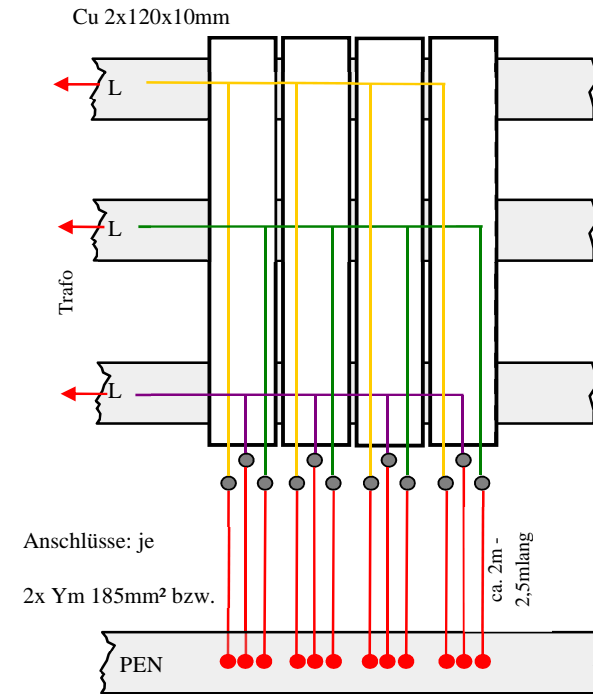 Cu 2x120x10mm
L
L
Trafo
L
Anschlüsse: je
2x Ym 185mm² bzw.
ca. 2m -
2,5mlang
PEN